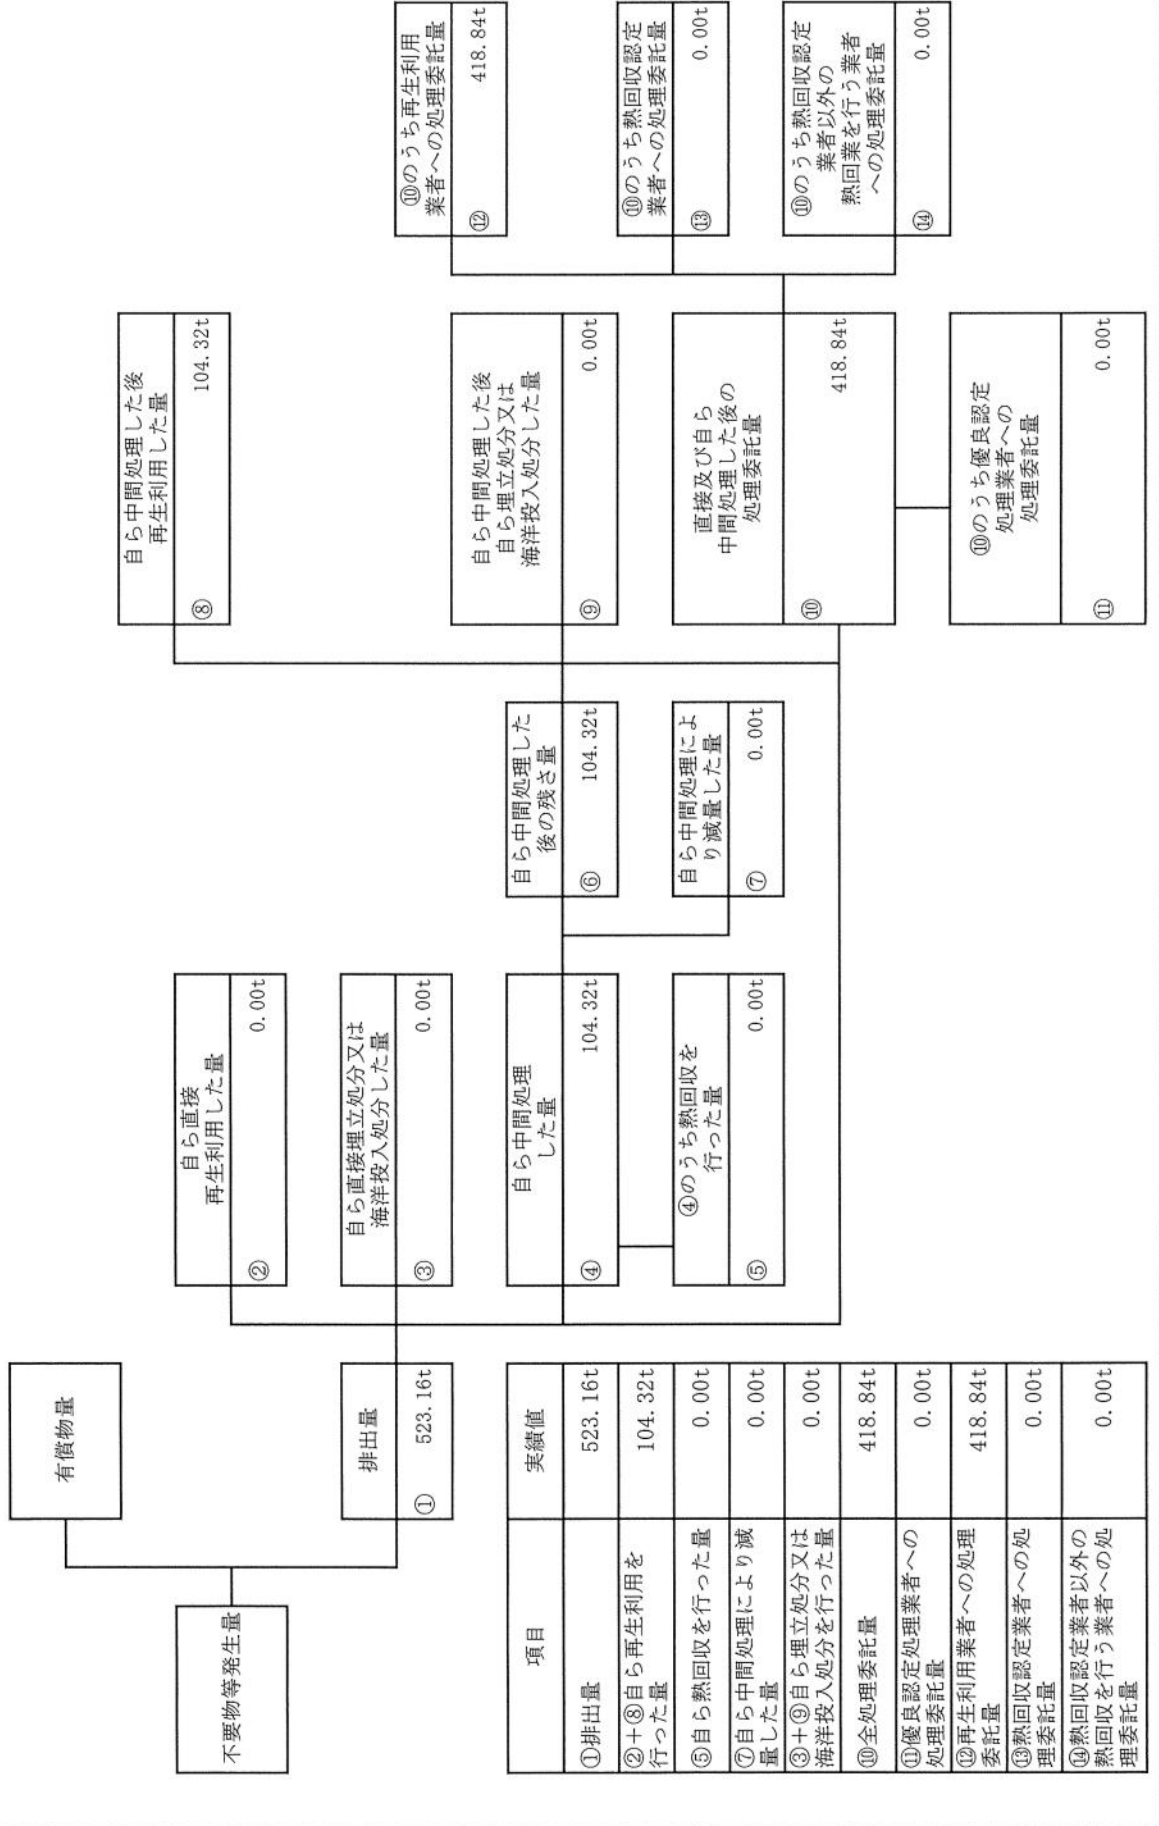 不要物等発生量
有償物量
排出量
① 523.16t
自ら直接
再生利用した量
② 0.00t
自ら直接埋立処分又は
海洋投入処分した量
③ 0.00t
自ら中間処理
した量
④ 104.32t
④のうち熱回収を
行った量
⑤ 0.00t
自ら中間処理した
後の残さ量
⑥ 104.32t
自ら中間処理によ
り減量した量
⑦ 0.00t
自ら中間処理した後
再生利用した量
⑧ 104.32t
自ら中間処理した後
自ら埋立処分又は
海洋投入処分した量
⑨ 0.00t
直接及び自ら
中間処理した後の
処理委託量
⑩ 418.84t
⑩のうち優良認定
処理業者への
処理委託量
⑪ 0.00t
⑩のうち再生利用
業者への処理委託量
⑫ 418.84t
⑩のうち熱回収認定
業者への処理委託量
⑬ 0.00t
⑩のうち熱回収認定
業者以外の
熱回業を行う業者
への処理委託量
⑭ 0.00t
項目 実績値
①排出量 523.16t
②+⑧自ら再生利用を
行った量 104.32t
⑤自ら熱回収を行った量 0.00t
⑦自ら中間処理により減
量した量 0.00t
③+⑨自ら埋立処分又は
海洋投入処分を行った量 0.00t
⑩全処理委託量 418.84t
⑪優良認定処理業者への
処理委託量 0.00t
⑫再生利用業者への処理
委託量 418.84t
⑬熱回収認定業者への処
理委託量 0.00t
⑭熱回収認定業者以外の
熱回収を行う業者への処
理委託量 0.00t